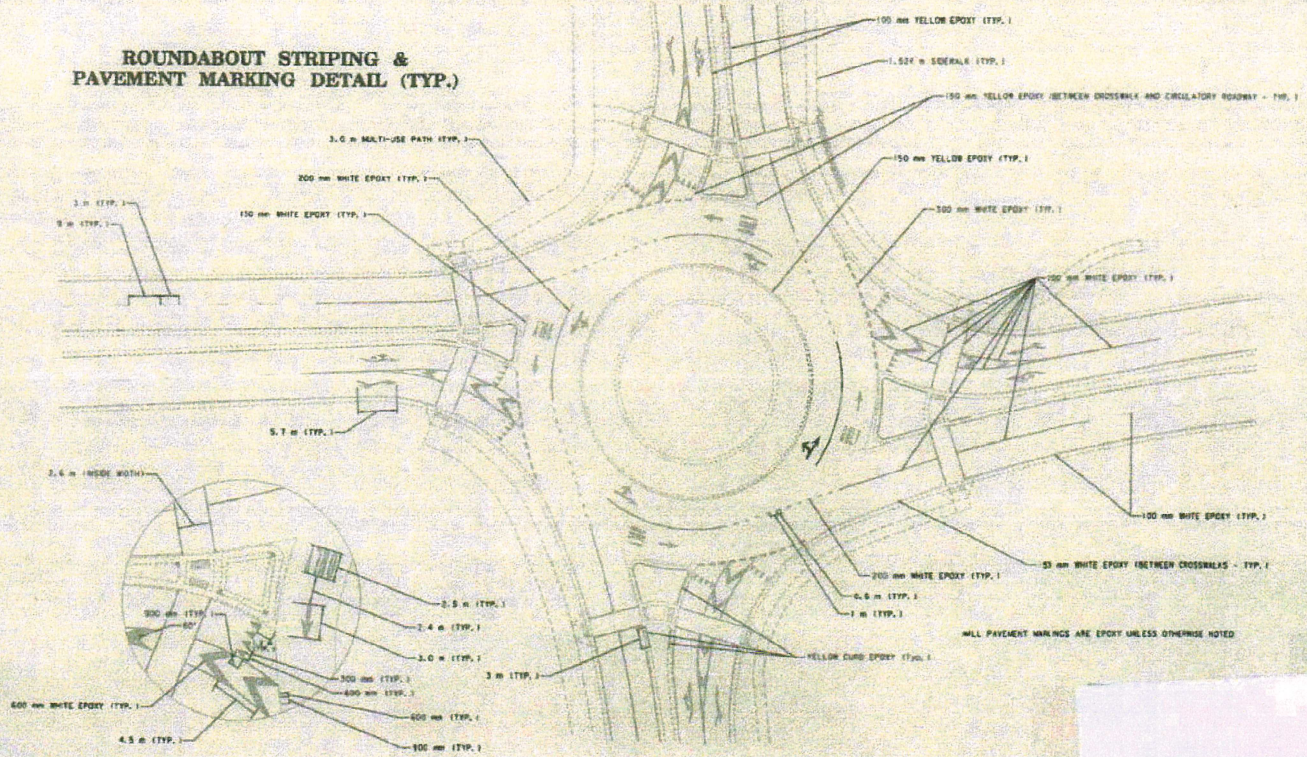 ROUNDABOUT STRIPING &
PAVEMENT MARKING DETAIL (TYP.)
100 mm YELLOW EPOXY (TYP.)
SIDEWALK (TYP.)
150 mm YELLOW EPOXY (BETWEEN CROSSWALK AND CIRCULATORY ROADWAY - TYP.)
3.0 m MULTI-USE PATH (TYP.)
150 mm YELLOW EPOXY (TYP.)
200 mm WHITE EPOXY (TYP.)
3 m (TYP.)
9 m (TYP.)
150 mm WHITE EPOXY (TYP.)
300 mm WHITE EPOXY (TYP.)
200 mm WHITE EPOXY (TYP.)
5.7 m (TYP.)
3.6 m (INSIDE WIDTH)
100 mm WHITE EPOXY (TYP.)
WHITE EPOXY (BETWEEN CROSSWALKS - TYP.)
200 mm WHITE EPOXY (TYP.)
0.6 m (TYP.)
1 m (TYP.)
2.5 m (TYP.)
2.4 m (TYP.)
3.0 m (TYP.)
900 mm (TYP.)
60°
ALL PAVEMENT MARKINGS ARE EPOXY UNLESS OTHERWISE NOTED
YELLOW CURB EPOXY (Typ.)
3 m (TYP.)
300 mm (TYP.)
600 mm (TYP.)
600 mm WHITE EPOXY (TYP.)
600 mm (TYP.)
4.5 m (TYP.)
900 mm (TYP.)